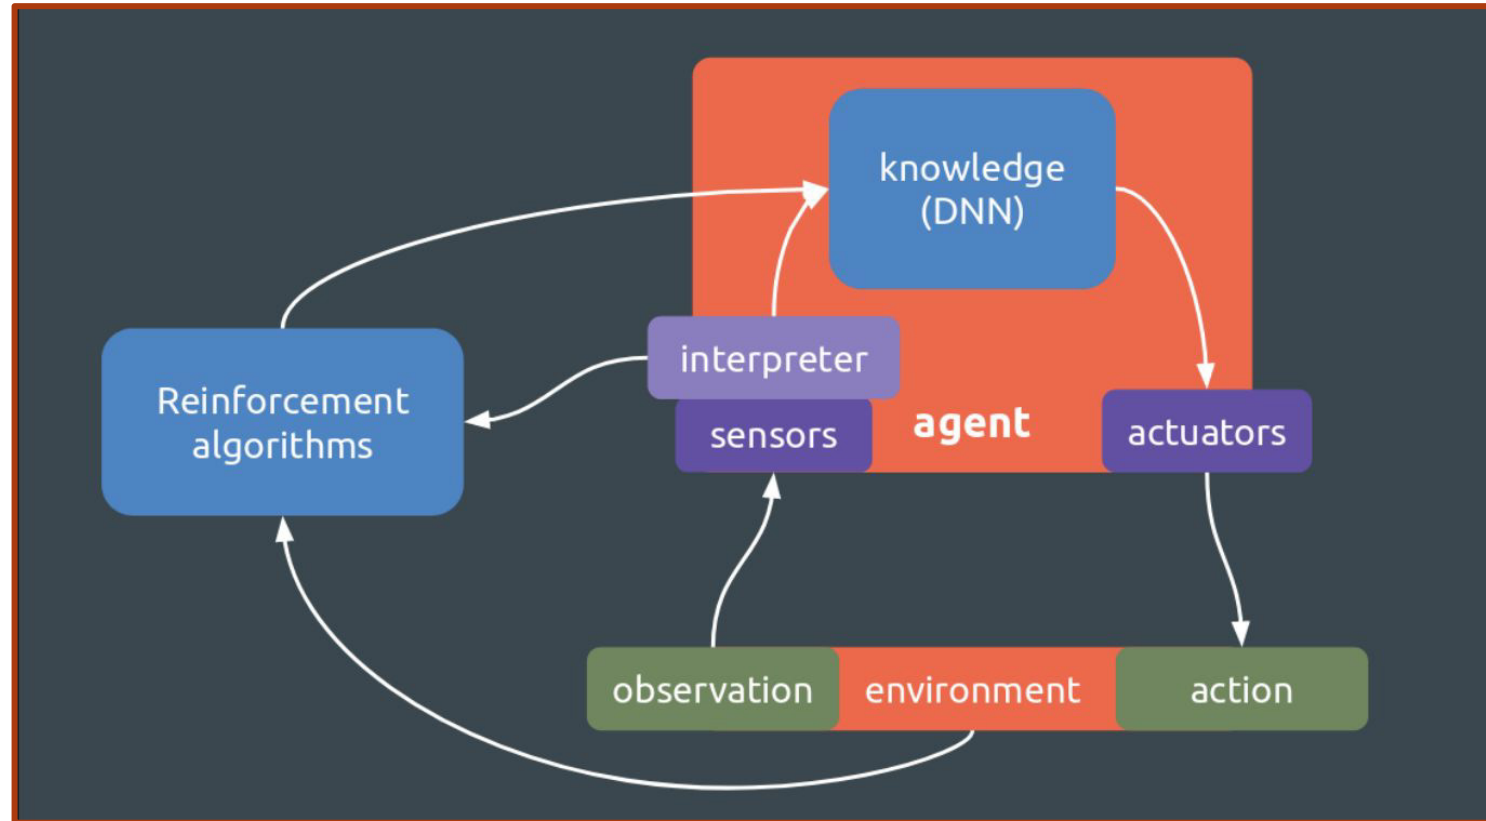 knowledge
(DNN)
interpreter
Reinforcement
algorithms
sensors
agent
actuators
observation
environment
action